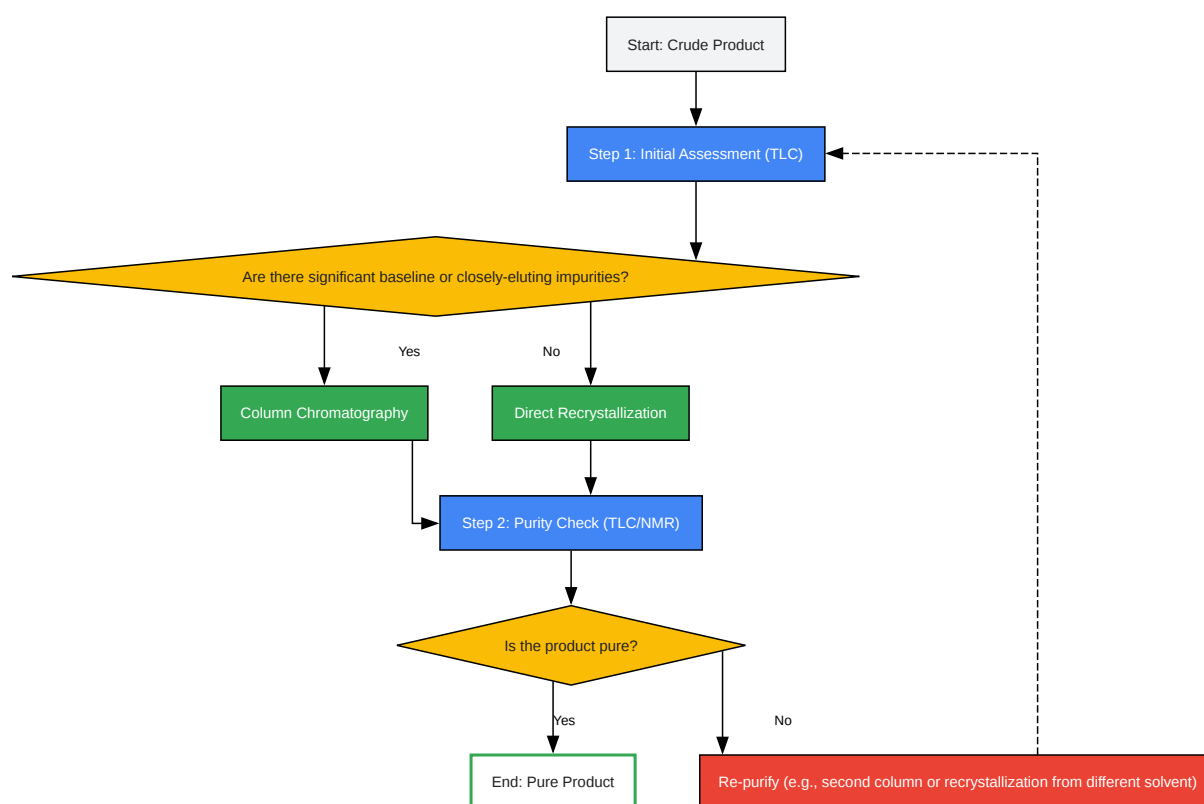 Start: Crude Product
Step 1: Initial Assessment (TLC)
Are there significant baseline or closely-eluting impurities?
Yes
No
Column Chromatography
Direct Recrystallization
Step 2: Purity Check (TLC/NMR)
Is the product pure?
Yes
No
End: Pure Product
Re-purify (e.g., second column or recrystallization from different solvent)